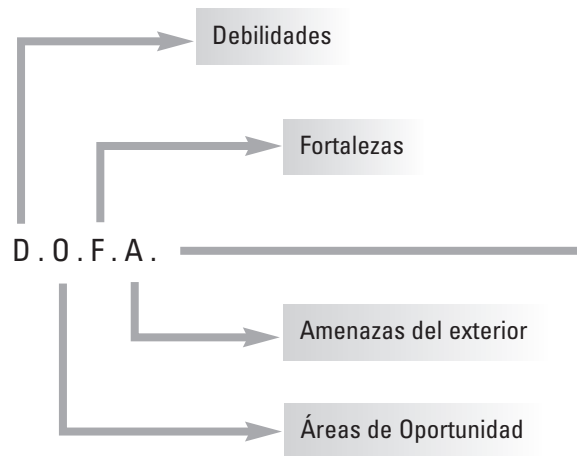 Debilidades
Fortalezas
D.O.F.A.
Amenazas del exterior
Áreas de Oportunidad